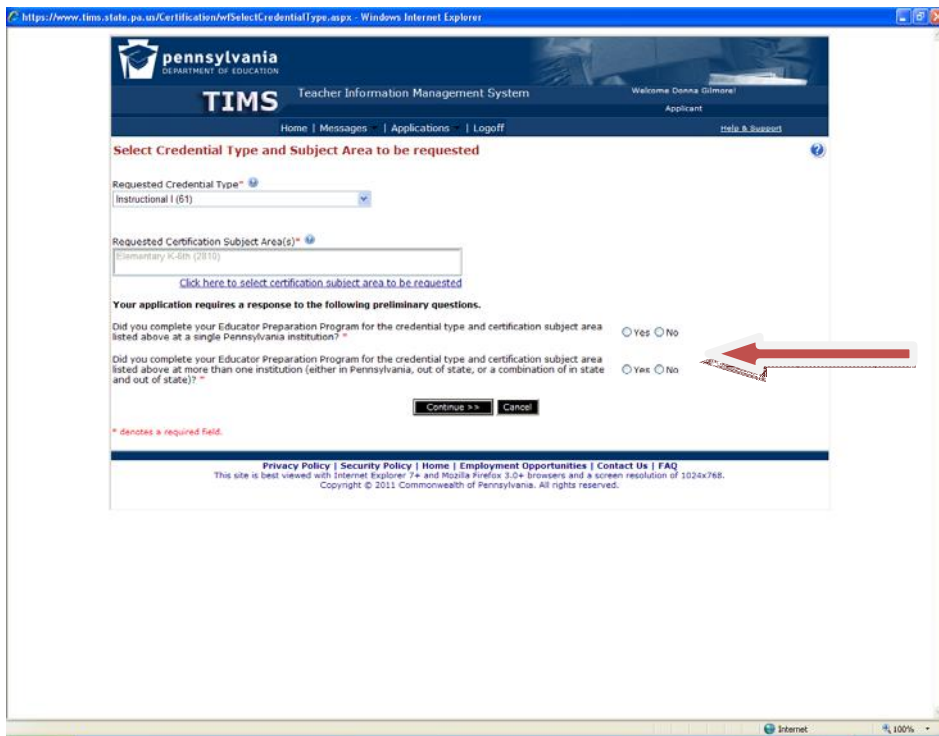 https://www.tims.state.pa.us/Certification/wfSelectCredentialType.aspx - Windows Internet Explorer
pennsylvania
DEPARTMENT OF EDUCATION
TIMS Teacher Information Management System
Welcome Donna Gilmore!
Applicant
Home | Messages | Applications | Logoff
Help & Support
Select Credential Type and Subject Area to be requested
Requested Credential Type*
Instructional I (61)
Requested Certification Subject Area(s)*
Elementary K-6th (2810)
Click here to select certification subject area to be requested
Your application requires a response to the following preliminary questions.
Did you complete your Educator Preparation Program for the credential type and certification subject area
listed above at a single Pennsylvania institution? *
Yes No
Did you complete your Educator Preparation Program for the credential type and certification subject area
listed above at more than one institution (either in Pennsylvania, out of state, or a combination of in state
and out of state)? *
Yes No
Continue >> Cancel
* denotes a required field.
Privacy Policy | Security Policy | Home | Employment Opportunities | Contact Us | FAQ
This site is best viewed with Internet Explorer 7+ and Mozilla Firefox 3.0+ browsers and a screen resolution of 1024x768.
Copyright © 2011 Commonwealth of Pennsylvania. All rights reserved.
Internet
100%